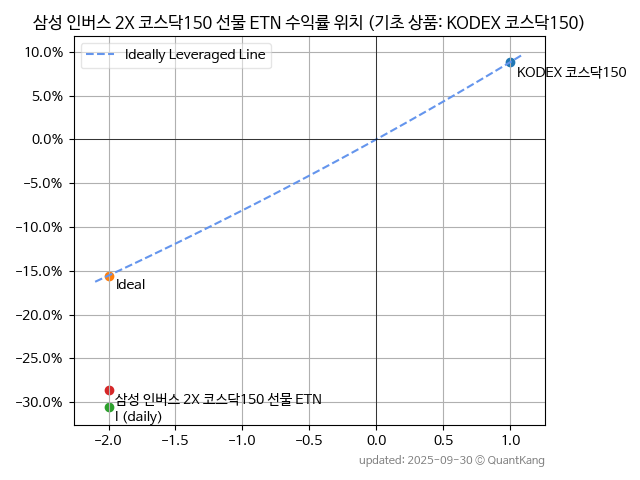 삼성 인버스 2X 코스닥150 선물 ETN 수익률 위치 (기초 상품: KODEX 코스닥150)
Ideally Leveraged Line
10.0%
5.0%
0.0%
−5.0%
−10.0%
−15.0%
−20.0%
−25.0%
−30.0%
KODEX 코스닥150
Ideal
삼성 인버스 2X 코스닥150 선물 ETN
I (daily)
−2.0 −1.5 −1.0 −0.5 0.0 0.5 1.0
updated: 2025-09-30 © QuantKang